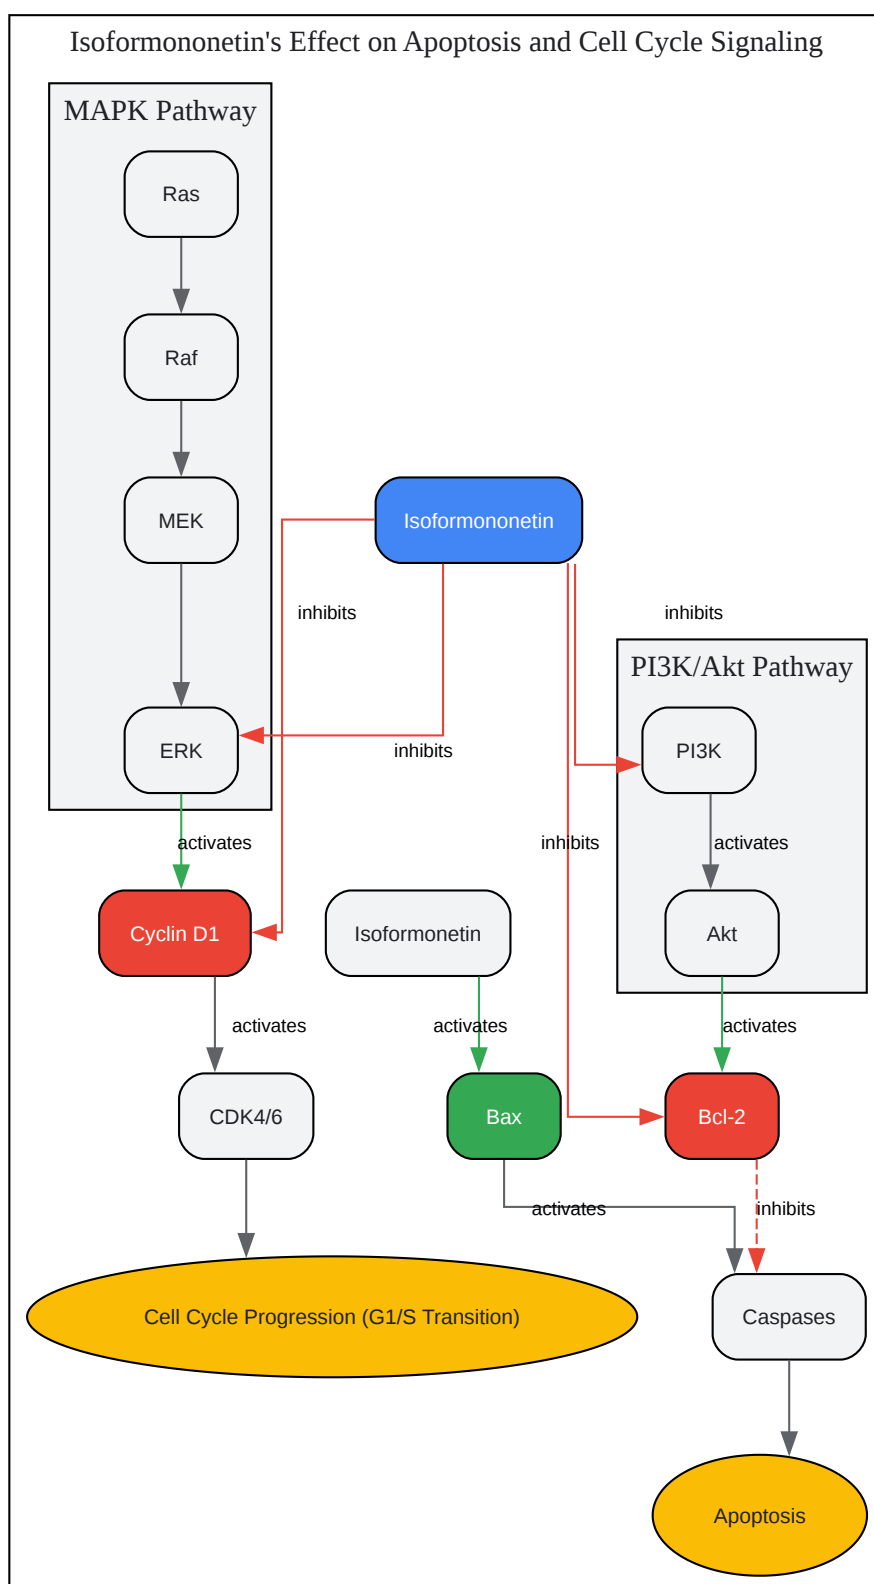 Isoformononetin's Effect on Apoptosis and Cell Cycle Signaling
MAPK Pathway
Ras
Raf
MEK
Isoformononetin
inhibits
inhibits
PI3K/Akt Pathway
ERK
inhibits
PI3K
activates
inhibits
activates
Cyclin D1
Isoformonetin
Akt
activates
activates
activates
CDK4/6
Bax
Bcl-2
activates
inhibits
Cell Cycle Progression (G1/S Transition)
Caspases
Apoptosis